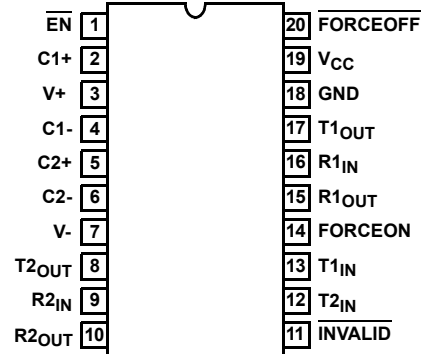 EN 1 20 FORCEOFF
C1+ 2 19 VCC
V+ 3 18 GND
C1- 4 17 T1OUT
C2+ 5 16 R1IN
C2- 6 15 R1OUT
V- 7 14 FORCEON
T2OUT 8 13 T1IN
R2IN 9 12 T2IN
R2OUT 10 11 INVALID